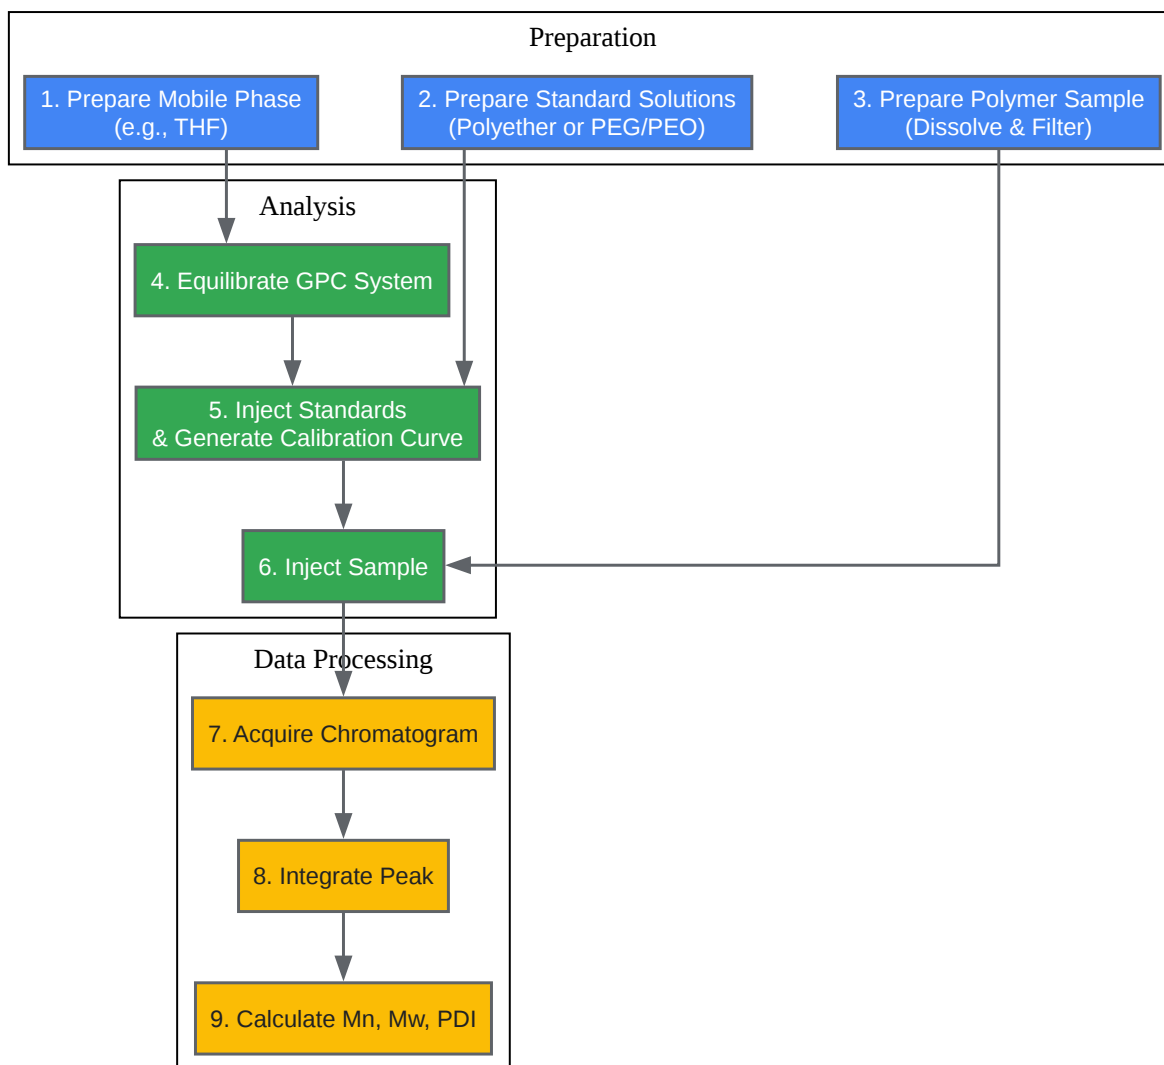 Preparation
1. Prepare Mobile Phase
(e.g., THF)
2. Prepare Standard Solutions
(Polyether or PEG/PEO)
3. Prepare Polymer Sample
(Dissolve & Filter)
Analysis
4. Equilibrate GPC System
5. Inject Standards
& Generate Calibration Curve
6. Inject Sample
Data Processing
7. Acquire Chromatogram
8. Integrate Peak
9. Calculate Mn, Mw, PDI